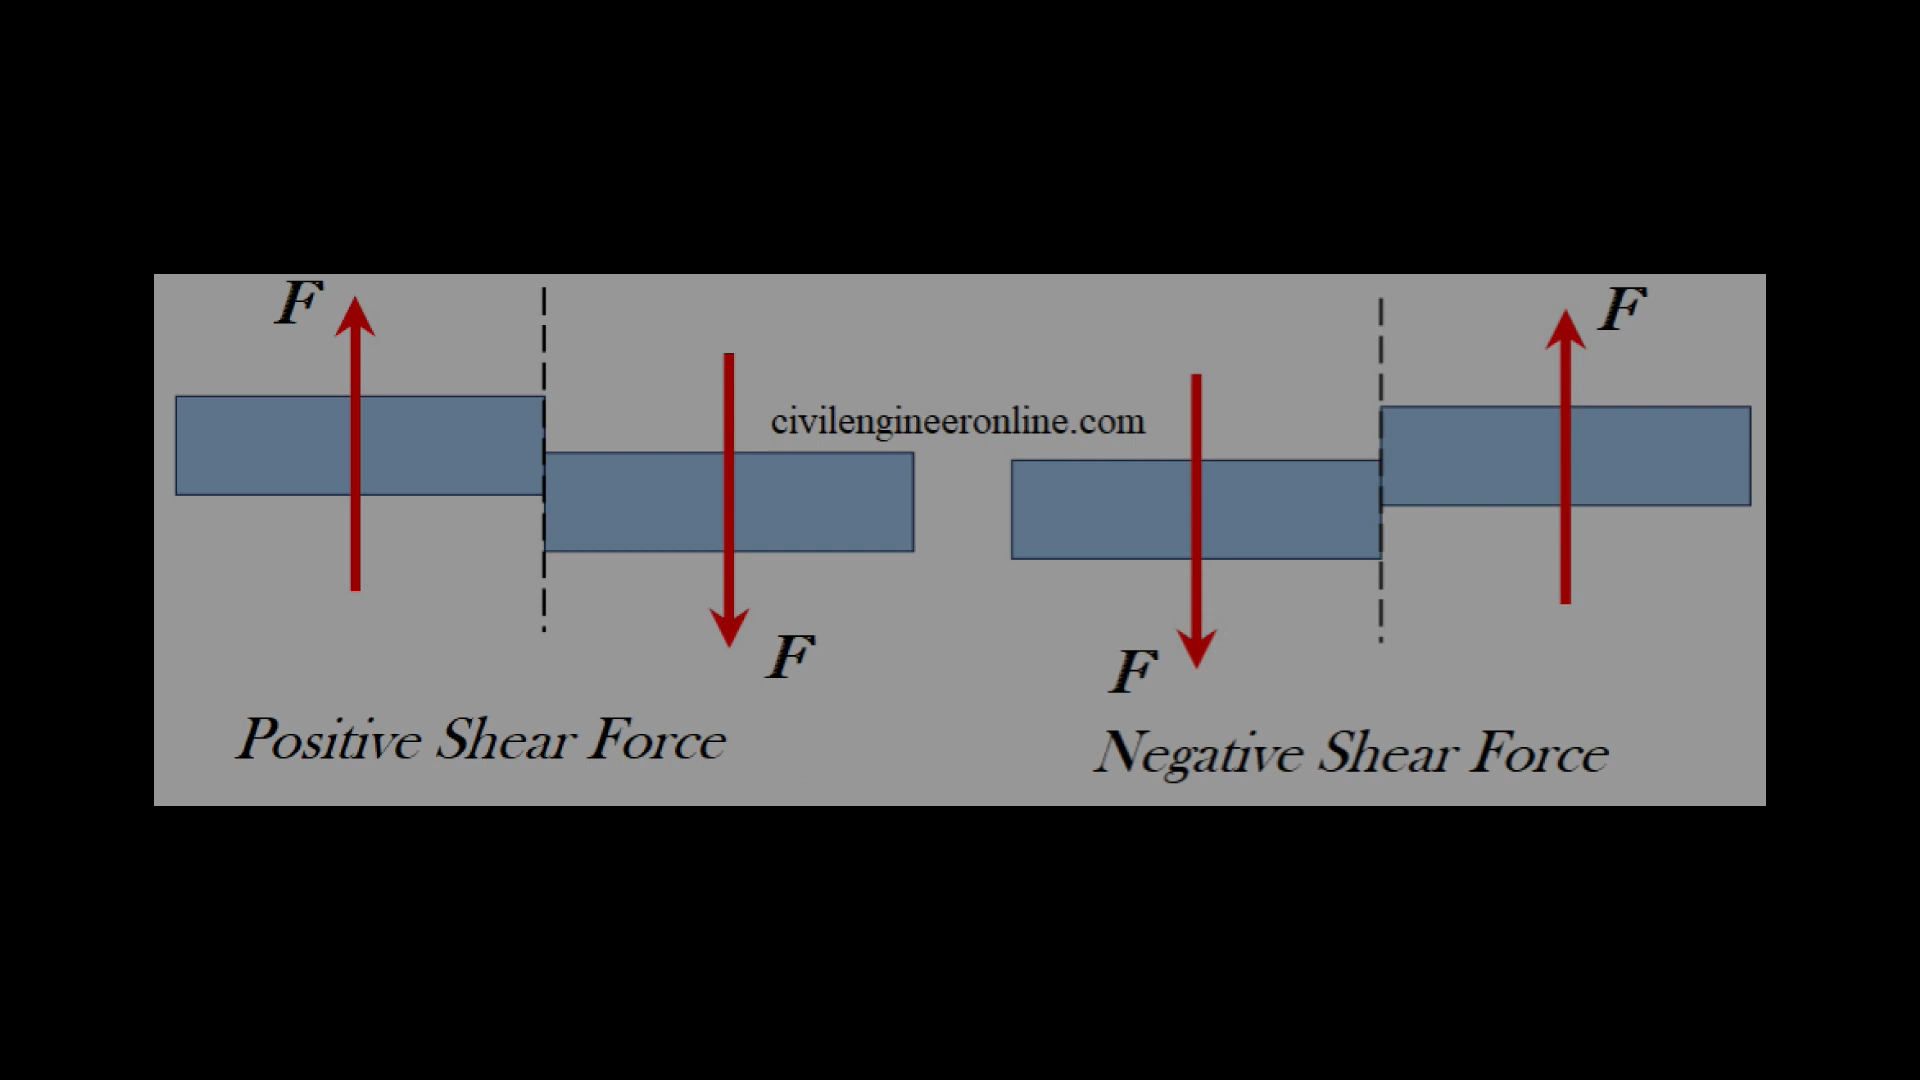 F
F
civilengineeronline.com
F
F
Positive Shear Force
Negative Shear Force